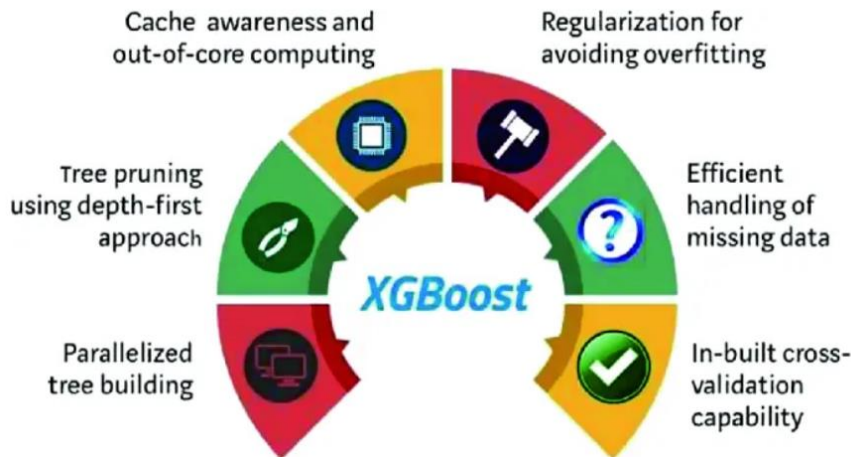 Cache awareness and
out-of-core computing
Regularization for
avoiding overfitting
Tree pruning
using depth-first
approach
Efficient
handling of
missing data
XGBoost
Parallelized
tree building
In-built cross-
validation
capability